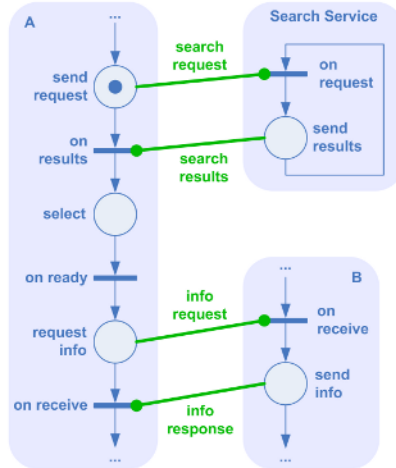 A
...
send
request
on
results
select
on ready
request
info
on receive
...
search
request
search
results
info
request
info
response
Search Service
on
request
send
results
...
B
on
receive
send
info
...